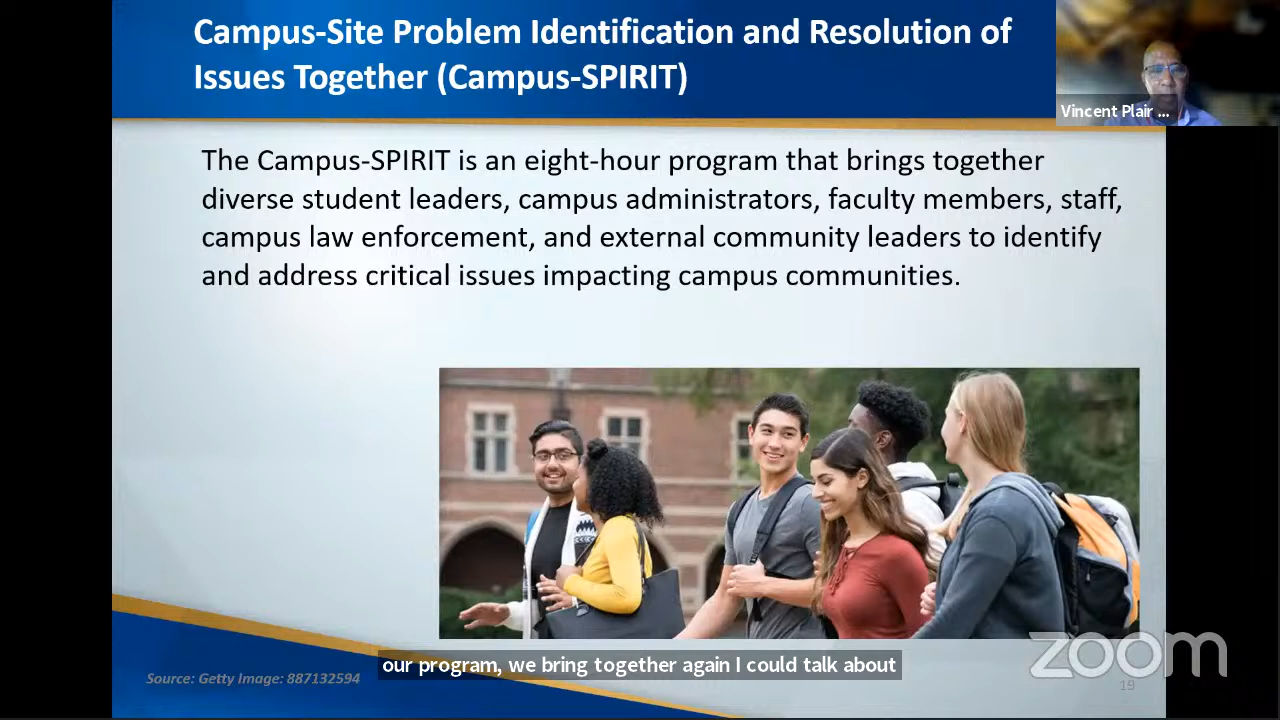 Campus-Site Problem Identification and Resolution of
Issues Together (Campus-SPIRIT)
Vincent Plair ...
The Campus-SPIRIT is an eight-hour program that brings together
diverse student leaders, campus administrators, faculty members, staff,
campus law enforcement, and external community leaders to identify
and address critical issues impacting campus communities.
our program, we bring together again I could talk about
Source: Getty Image: 887132594
zoom
19